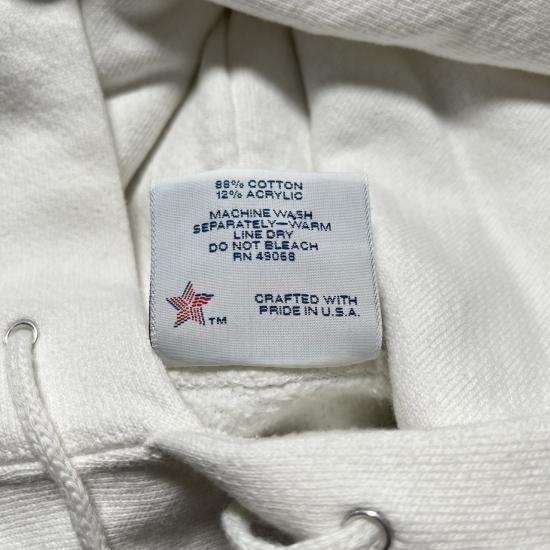 88% COTTON
12% ACRYLIC
MACHINE WASH
SEPARATELY—WARM
LINE DRY
DO NOT BLEACH
RN 49068
TM
CRAFTED WITH
PRIDE IN U.S.A.